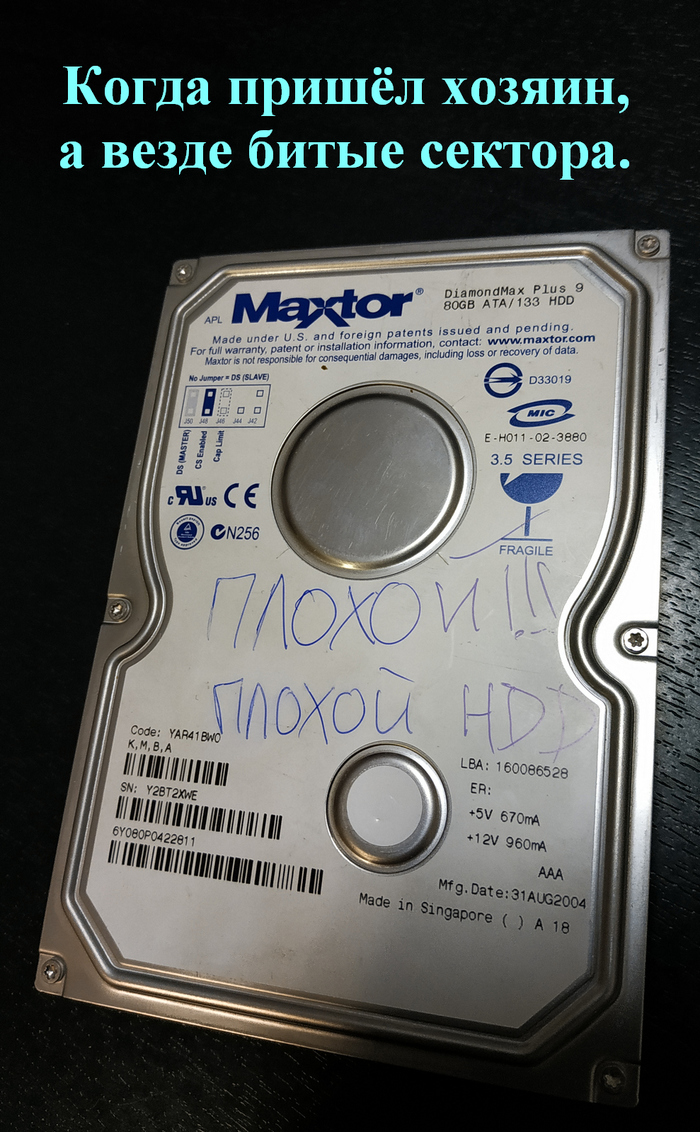 Когда пришёл хозяин,
а везде битые сектора.
APL Maxtor®
DiamondMax Plus 9
80GB ATA/133 HDD
Made under U.S. and foreign patents issued and pending.
For full warranty, patent or installation information, contact: www.maxtor.com
Maxtor is not responsible for consequential damages, including loss or recovery of data.
No Jumper = DS (SLAVE)
J50 J48 J46 J44 J42
DS (MASTER)
CS Enabled
Cap Limit
D33019
MIC
E-H011-02-3880
3.5 SERIES
c RU us CE
N256
FRAGILE
ПЛОХОЙ!!!
ПЛОХОЙ HDD
Code: YAR41BW0
K,M,B,A
SN: Y2BT2XWE
6Y080P0422811
LBA: 160086528
ER:
+5V 670mA
+12V 960mA
AAA
Mfg.Date:31AUG2004
Made in Singapore ( ) A 18